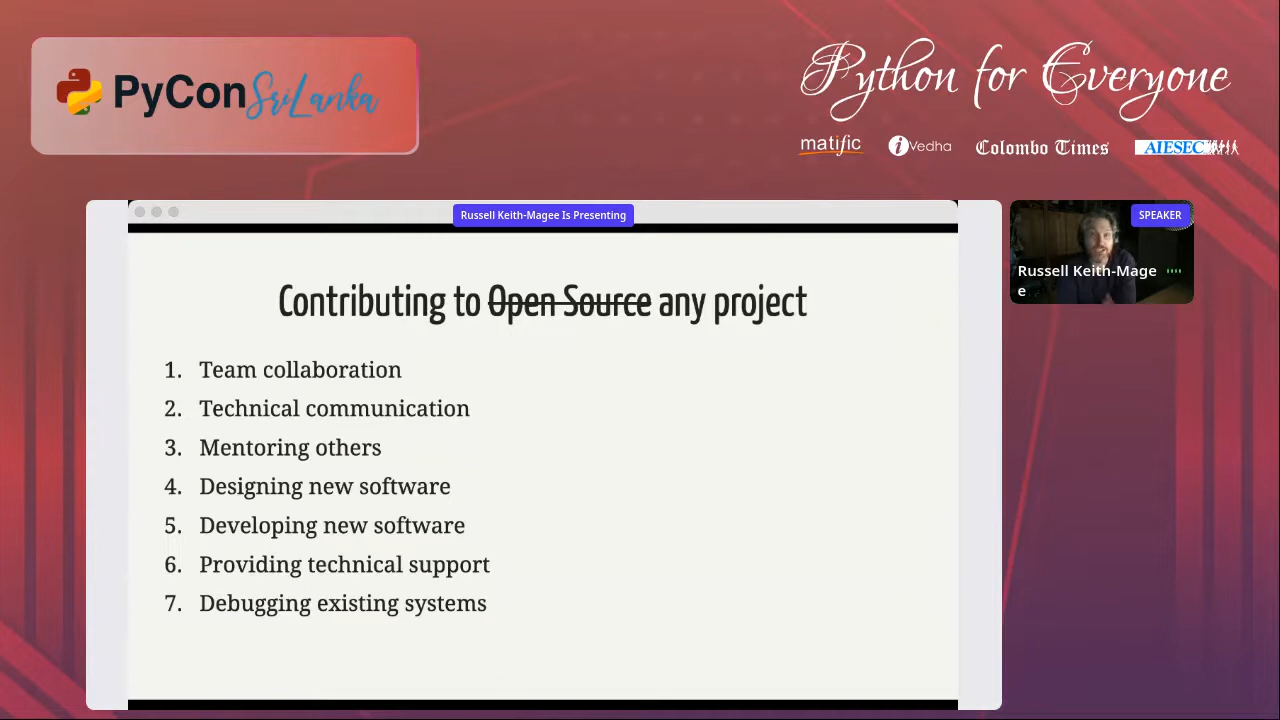 PyCon SriLanka
Python for Everyone
matific
iVedha
Colombo Times
AIESEC
Russell Keith-Magee Is Presenting
SPEAKER
Russell Keith-Mage
e
Contributing to Open Source any project
1. Team collaboration
2. Technical communication
3. Mentoring others
4. Designing new software
5. Developing new software
6. Providing technical support
7. Debugging existing systems